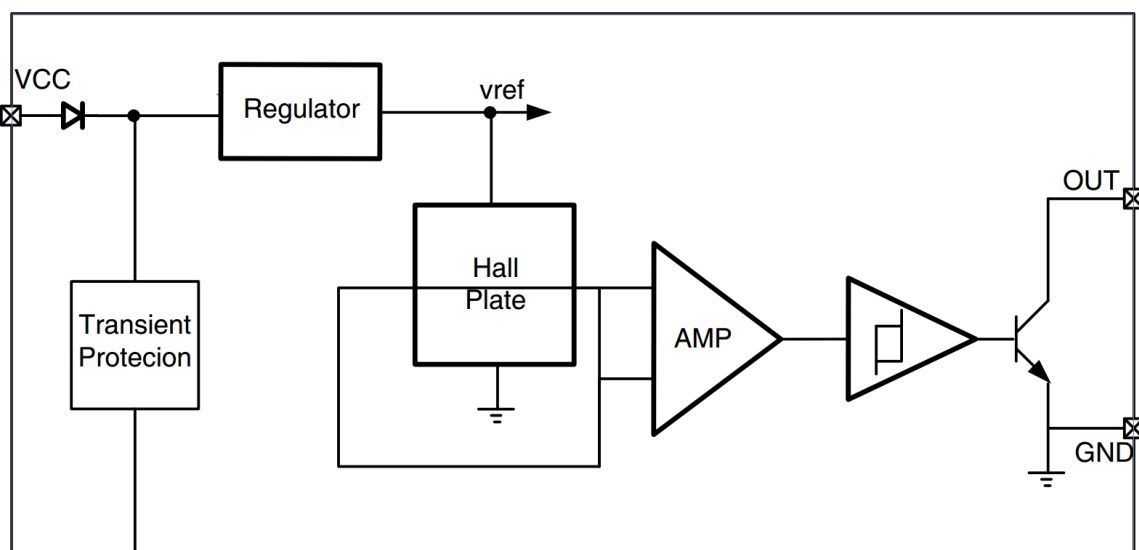 VCC
Regulator
vref
OUT
Hall
Plate
Transient
Protecion
AMP
GND